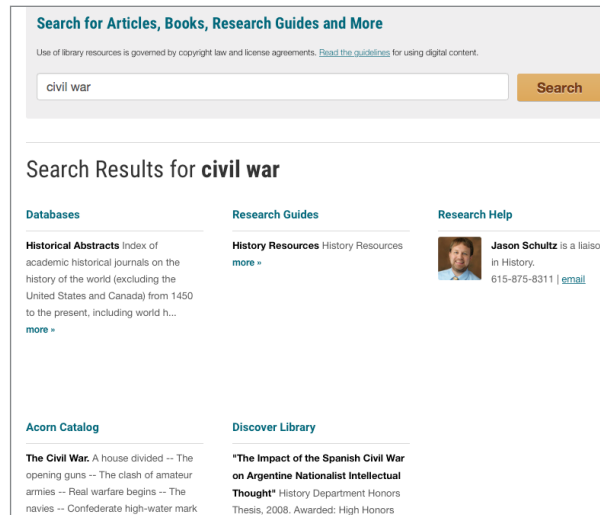 Search for Articles, Books, Research Guides and More
Use of library resources is governed by copyright law and license agreements. Read the guidelines for using digital content.
civil war
Search
Search Results for civil war
Databases
Historical Abstracts Index of
academic historical journals on the
history of the world (excluding the
United States and Canada) from 1450
to the present, including world h...
more »
Research Guides
History Resources History Resources
more »
Research Help
Jason Schultz is a liaiso
in History.
615-875-8311 | email
Acorn Catalog
The Civil War. A house divided -- The
opening guns -- The clash of amateur
armies -- Real warfare begins -- The
navies -- Confederate high-water mark
Discover Library
"The Impact of the Spanish Civil War
on Argentine Nationalist Intellectual
Thought" History Department Honors
Thesis, 2008. Awarded: High Honors